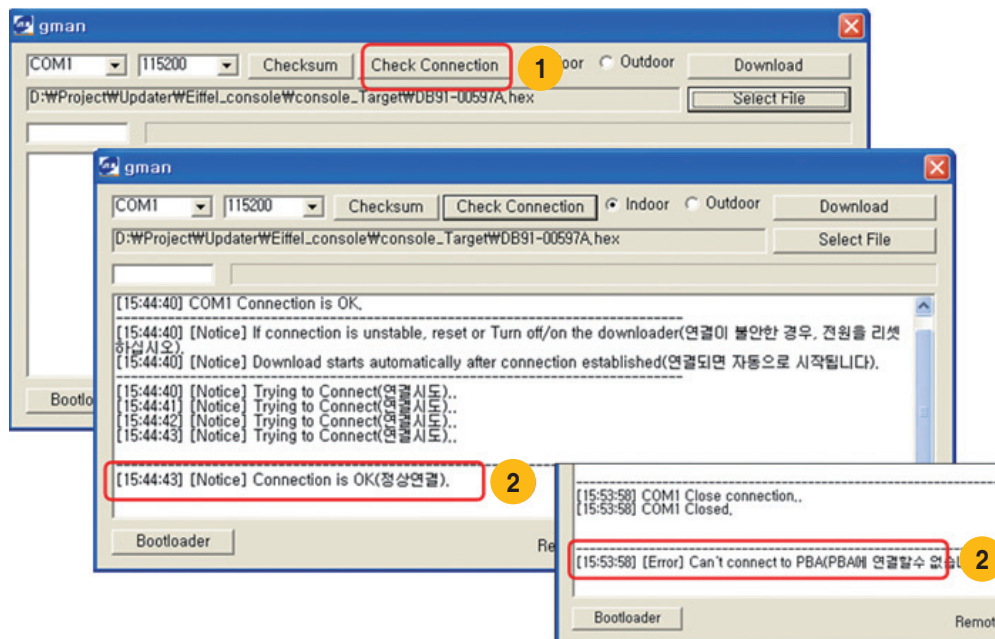 gman
COM1 115200 Checksum Check Connection 1 oor Outdoor Download
D:₩Project₩Updater₩Eiffel_console₩console_Target₩DB91-00597A.hex Select File
Bootlo
gman
COM1 115200 Checksum Check Connection Indoor Outdoor Download
D:₩Project₩Updater₩Eiffel_console₩console_Target₩DB91-00597A.hex Select File
[15:44:40] COM1 Connection is OK.
[15:44:40] [Notice] If connection is unstable, reset or Turn off/on the downloader(연결이 불안한 경우, 전원을 리셋
하십시오).
[15:44:40] [Notice] Download starts automatically after connection established(연결되면 자동으로 시작됩니다).
[15:44:40] [Notice] Trying to Connect(연결시도)..
[15:44:41] [Notice] Trying to Connect(연결시도)..
[15:44:42] [Notice] Trying to Connect(연결시도)..
[15:44:43] [Notice] Trying to Connect(연결시도)..
[15:44:43] [Notice] Connection is OK(정상연결). 2
Bootloader Re
[15:53:58] COM1 Close connection..
[15:53:58] COM1 Closed.
[15:53:58] [Error] Can't connect to PBA(PBA에 연결할수 없습 2
Bootloader Remot